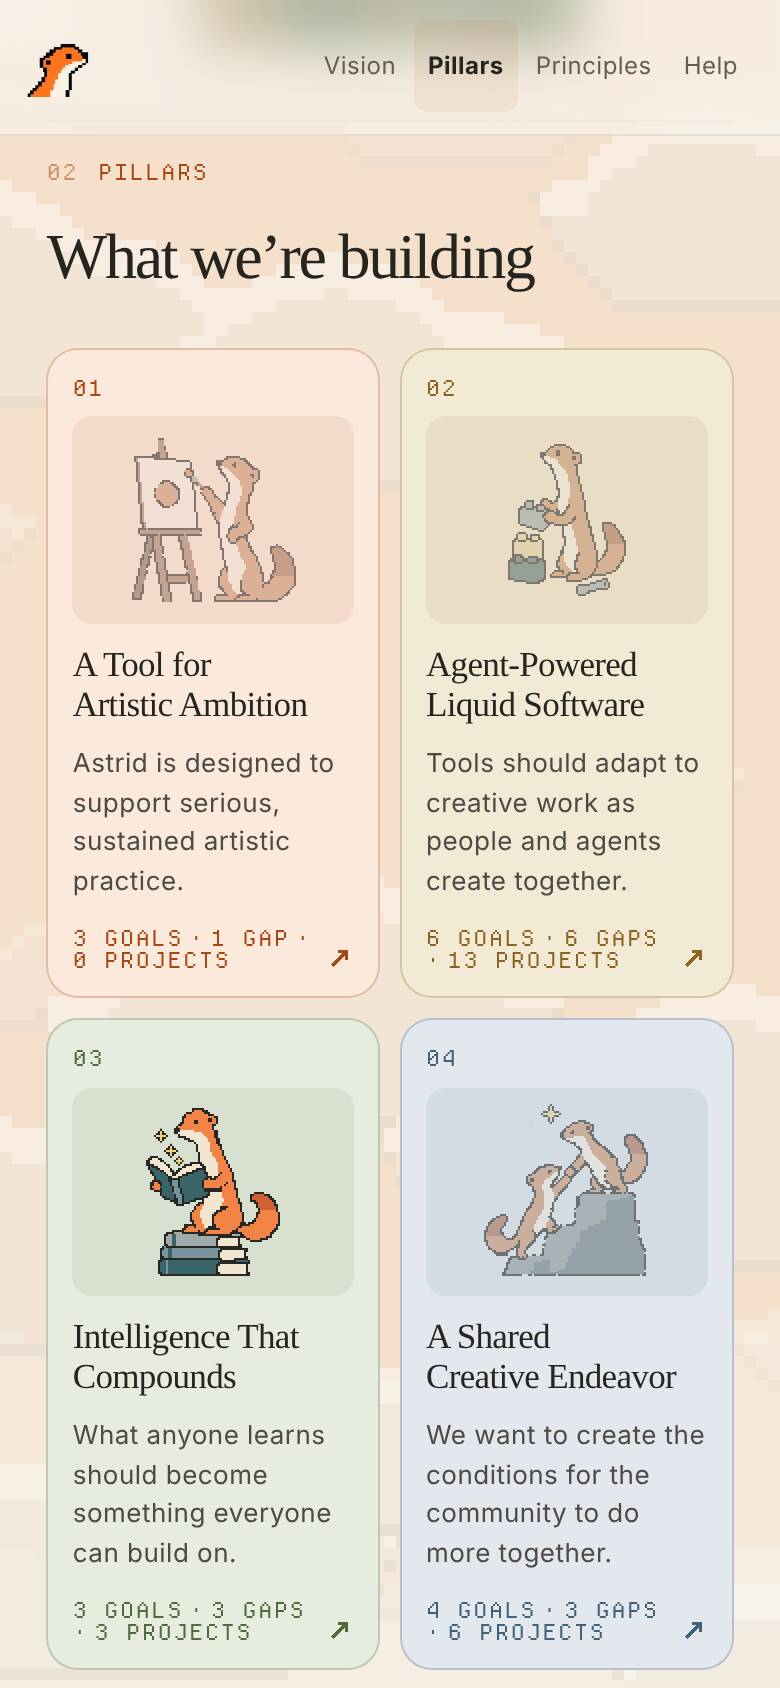 Vision Pillars Principles Help
02 PILLARS
What we’re building
01
A Tool for
Artistic Ambition
Astrid is designed to
support serious,
sustained artistic
practice.
3 GOALS · 1 GAP ·
0 PROJECTS ↗
02
Agent-Powered
Liquid Software
Tools should adapt to
creative work as
people and agents
create together.
6 GOALS · 6 GAPS
· 13 PROJECTS ↗
03
Intelligence That
Compounds
What anyone learns
should become
something everyone
can build on.
3 GOALS · 3 GAPS
· 3 PROJECTS ↗
04
A Shared
Creative Endeavor
We want to create the
conditions for the
community to do
more together.
4 GOALS · 3 GAPS
· 6 PROJECTS ↗